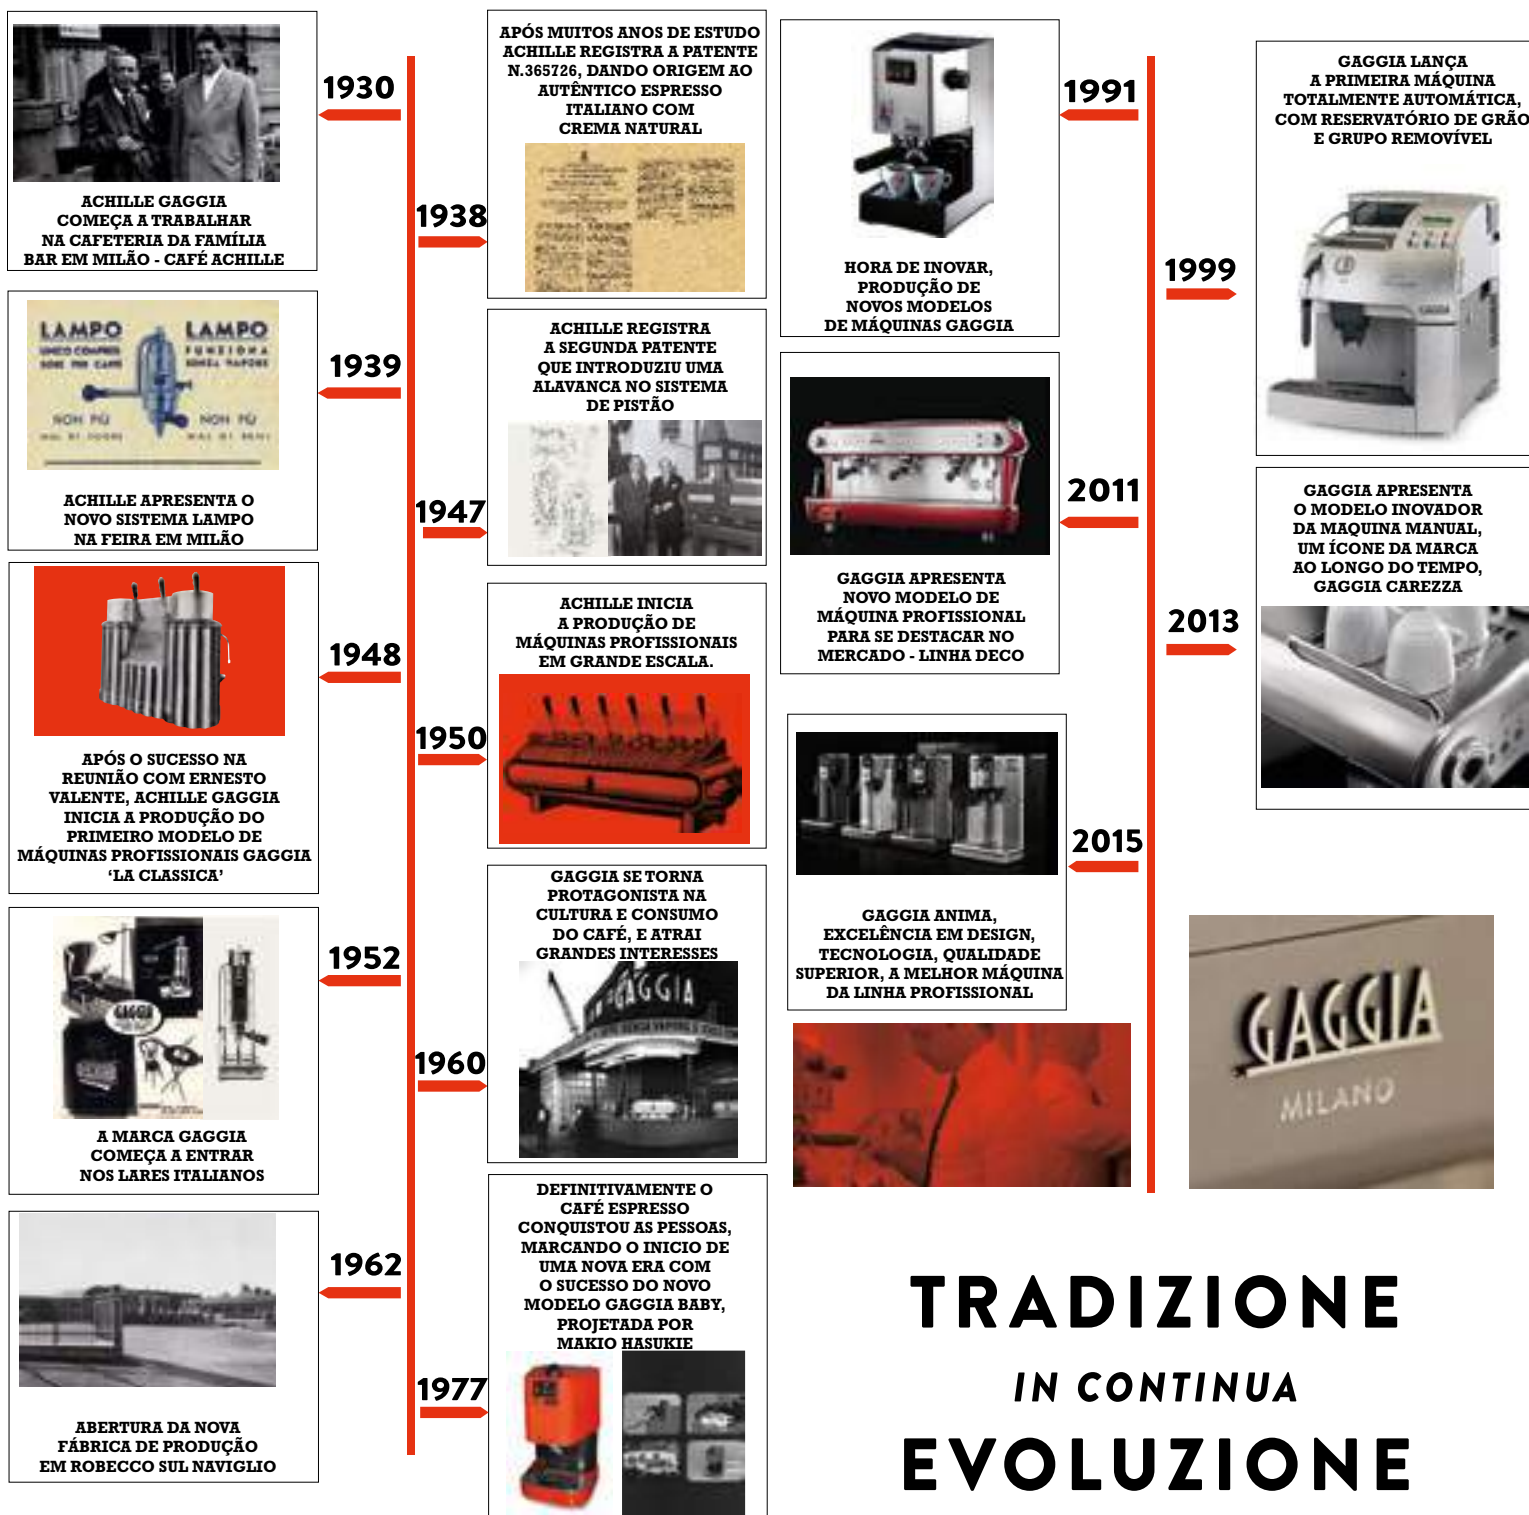 1930
ACHILLE GAGGIA
COMEÇA A TRABALHAR
NA CAFETERIA DA FAMÍLIA
BAR EM MILÃO - CAFÉ ACHILLE
APÓS MUITOS ANOS DE ESTUDO
ACHILLE REGISTRA A PATENTE
N.365726, DANDO ORIGEM AO
AUTÊNTICO ESPRESSO
ITALIANO COM
CREMA NATURAL
1938
LAMPO
LAMPO
UNICO COMPRES
FUNZIONA
SENZA VAPORE
NON PIÙ
NON PIÙ
1939
ACHILLE APRESENTA O
NOVO SISTEMA LAMPO
NA FEIRA EM MILÃO
ACHILLE REGISTRA
A SEGUNDA PATENTE
QUE INTRODUZIU UMA
ALAVANCA NO SISTEMA
DE PISTÃO
1947
1948
APÓS O SUCESSO NA
REUNIÃO COM ERNESTO
VALENTE, ACHILLE GAGGIA
INICIA A PRODUÇÃO DO
PRIMEIRO MODELO DE
MÁQUINAS PROFISSIONAIS GAGGIA
‘LA CLASSICA’
ACHILLE INICIA
A PRODUÇÃO DE
MÁQUINAS PROFISSIONAIS
EM GRANDE ESCALA.
1950
1952
GAGGIA
A MARCA GAGGIA
COMEÇA A ENTRAR
NOS LARES ITALIANOS
GAGGIA SE TORNA
PROTAGONISTA NA
CULTURA E CONSUMO
DO CAFÉ, E ATRAI
GRANDES INTERESSES
GAGGIA
1960
1962
ABERTURA DA NOVA
FÁBRICA DE PRODUÇÃO
EM ROBECCO SUL NAVIGLIO
DEFINITIVAMENTE O
CAFÉ ESPRESSO
CONQUISTOU AS PESSOAS,
MARCANDO O INICIO DE
UMA NOVA ERA COM
O SUCESSO DO NOVO
MODELO GAGGIA BABY,
PROJETADA POR
MAKIO HASUKIE
1977
1991
HORA DE INOVAR,
PRODUÇÃO DE
NOVOS MODELOS
DE MÁQUINAS GAGGIA
GAGGIA LANÇA
A PRIMEIRA MÁQUINA
TOTALMENTE AUTOMÁTICA,
COM RESERVATÓRIO DE GRÃO
E GRUPO REMOVÍVEL
1999
2011
GAGGIA APRESENTA
NOVO MODELO DE
MÁQUINA PROFISSIONAL
PARA SE DESTACAR NO
MERCADO - LINHA DECO
GAGGIA APRESENTA
O MODELO INOVADOR
DA MAQUINA MANUAL,
UM ÍCONE DA MARCA
AO LONGO DO TEMPO,
GAGGIA CAREZZA
2013
2015
GAGGIA ANIMA,
EXCELÊNCIA EM DESIGN,
TECNOLOGIA, QUALIDADE
SUPERIOR, A MELHOR MÁQUINA
DA LINHA PROFISSIONAL
GAGGIA
MILANO
TRADIZIONE
IN CONTINUA
EVOLUZIONE